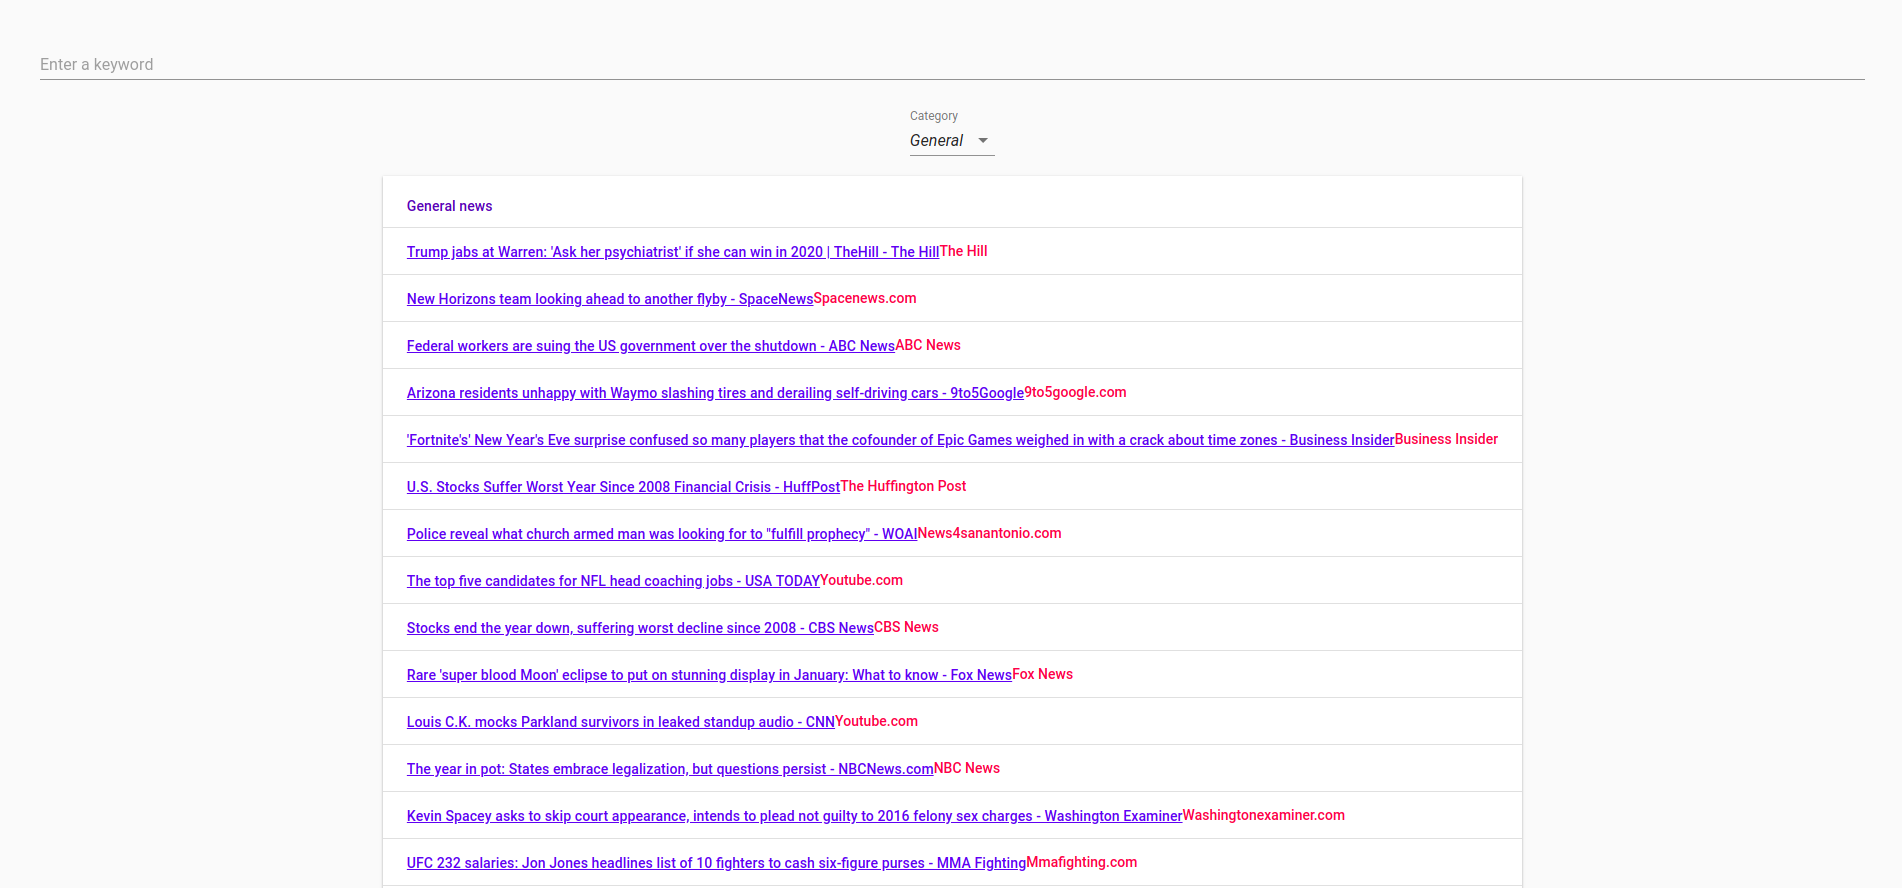 Enter a keyword
Category
General
General news
Trump jabs at Warren: 'Ask her psychiatrist' if she can win in 2020 | TheHill - The HillThe Hill
New Horizons team looking ahead to another flyby - SpaceNewsSpacenews.com
Federal workers are suing the US government over the shutdown - ABC NewsABC News
Arizona residents unhappy with Waymo slashing tires and derailing self-driving cars - 9to5Google9to5google.com
'Fortnite's' New Year's Eve surprise confused so many players that the cofounder of Epic Games weighed in with a crack about time zones - Business InsiderBusiness Insider
U.S. Stocks Suffer Worst Year Since 2008 Financial Crisis - HuffPostThe Huffington Post
Police reveal what church armed man was looking for to "fulfill prophecy" - WOAINews4sanantonio.com
The top five candidates for NFL head coaching jobs - USA TODAYYoutube.com
Stocks end the year down, suffering worst decline since 2008 - CBS NewsCBS News
Rare 'super blood Moon' eclipse to put on stunning display in January: What to know - Fox NewsFox News
Louis C.K. mocks Parkland survivors in leaked standup audio - CNNYoutube.com
The year in pot: States embrace legalization, but questions persist - NBCNews.comNBC News
Kevin Spacey asks to skip court appearance, intends to plead not guilty to 2016 felony sex charges - Washington ExaminerWashingtonexaminer.com
UFC 232 salaries: Jon Jones headlines list of 10 fighters to cash six-figure purses - MMA FightingMmafighting.com